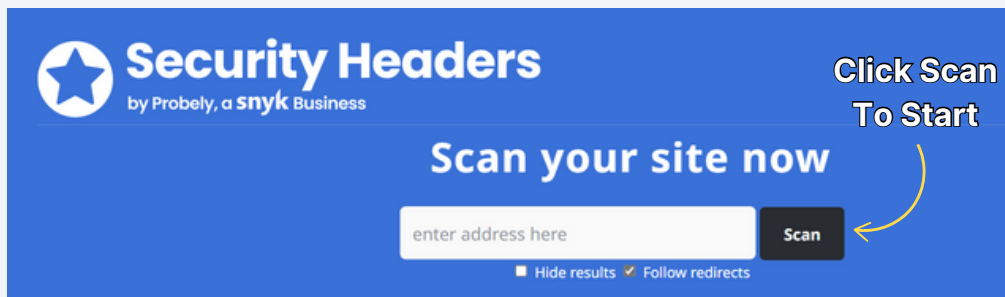 Security Headers
by Probely, a snyk Business
Click Scan
To Start
Scan your site now
enter address here
Scan
Hide results Follow redirects